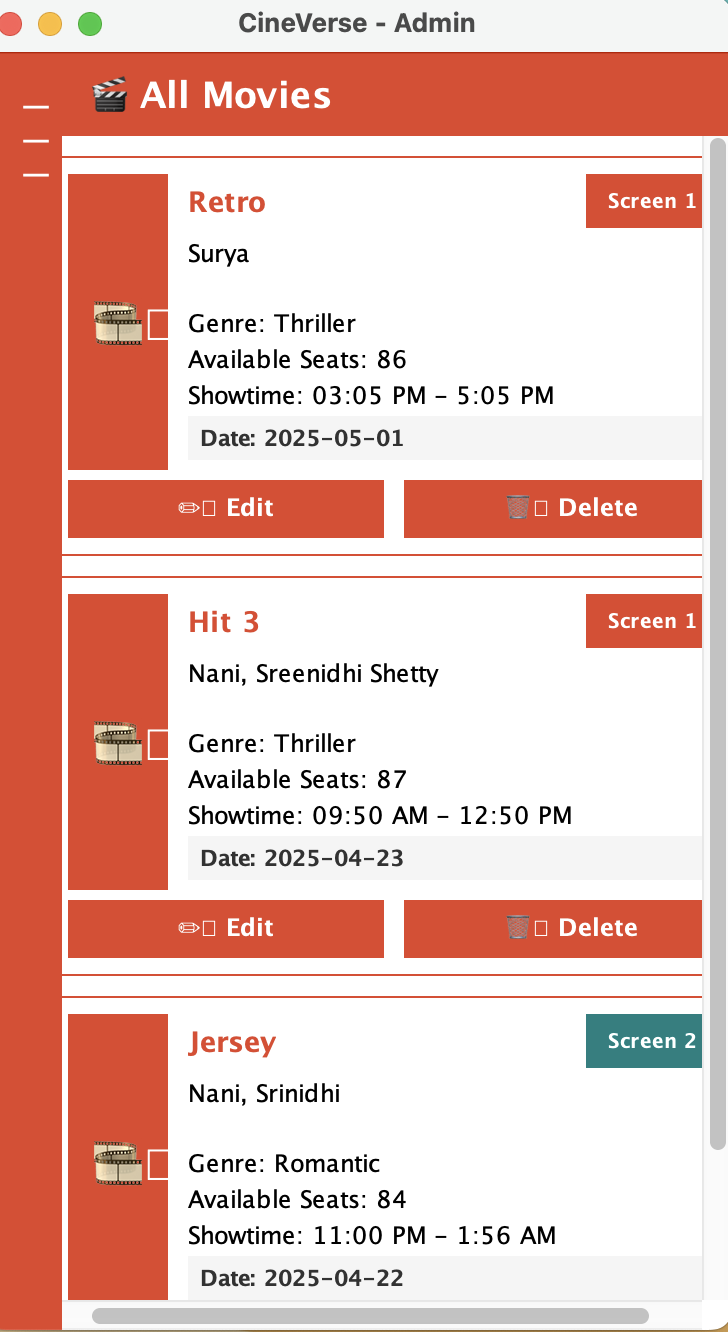 CineVerse - Admin
🎬 All Movies
Retro
Screen 1
Surya
Genre: Thriller
Available Seats: 86
Showtime: 03:05 PM - 5:05 PM
Date: 2025-05-01
✏ Edit
🗑 Delete
Hit 3
Screen 1
Nani, Sreenidhi Shetty
Genre: Thriller
Available Seats: 87
Showtime: 09:50 AM - 12:50 PM
Date: 2025-04-23
✏ Edit
🗑 Delete
Jersey
Screen 2
Nani, Srinidhi
Genre: Romantic
Available Seats: 84
Showtime: 11:00 PM - 1:56 AM
Date: 2025-04-22